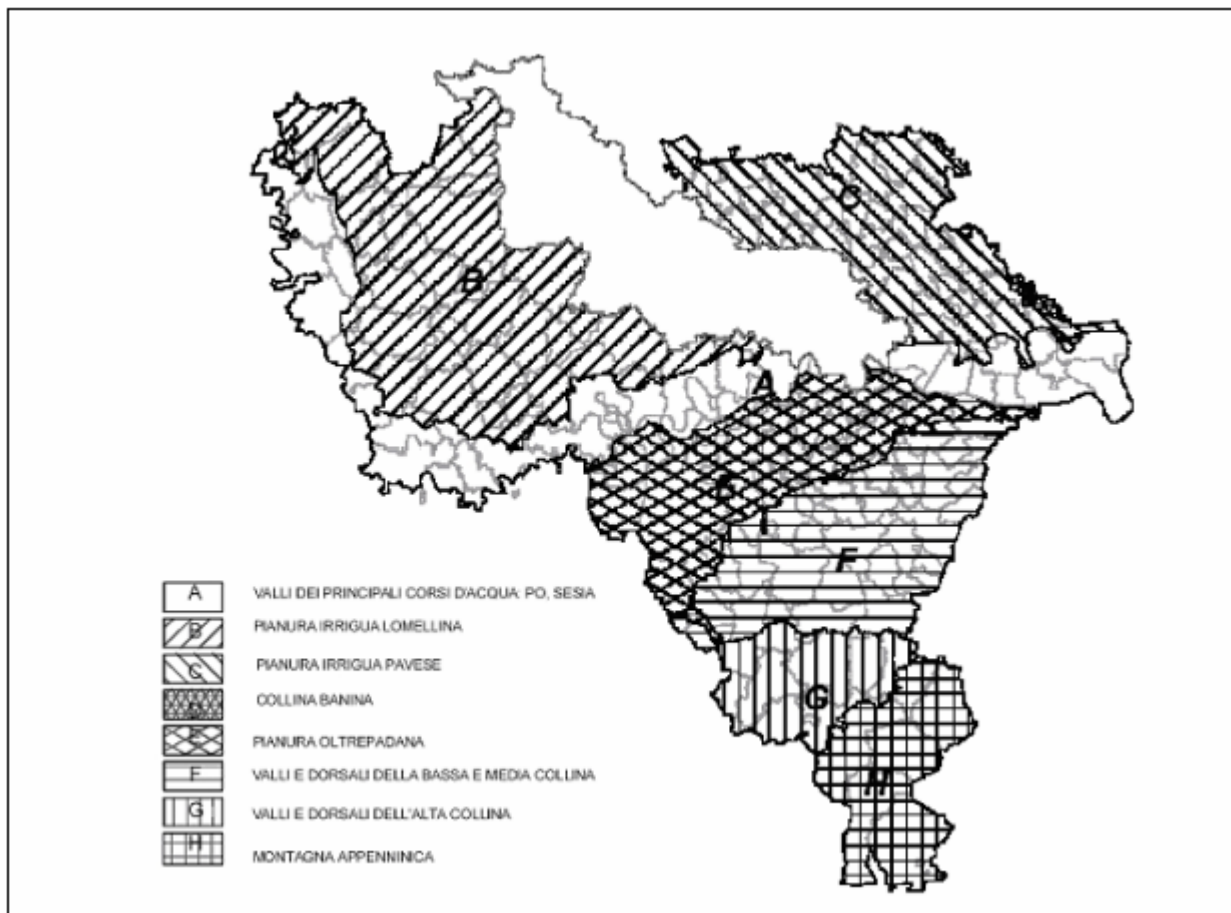 C
B
A
E
F
G
H
A VALLI DEI PRINCIPALI CORSI D'ACQUA: PO, SESIA
B PIANURA IRRIGUA LOMELLINA
C PIANURA IRRIGUA PAVESE
D COLLINA BANINA
E PIANURA OLTREPADANA
F VALLI E DORSALI DELLA BASSA E MEDIA COLLINA
G VALLI E DORSALI DELL'ALTA COLLINA
H MONTAGNA APPENNINICA